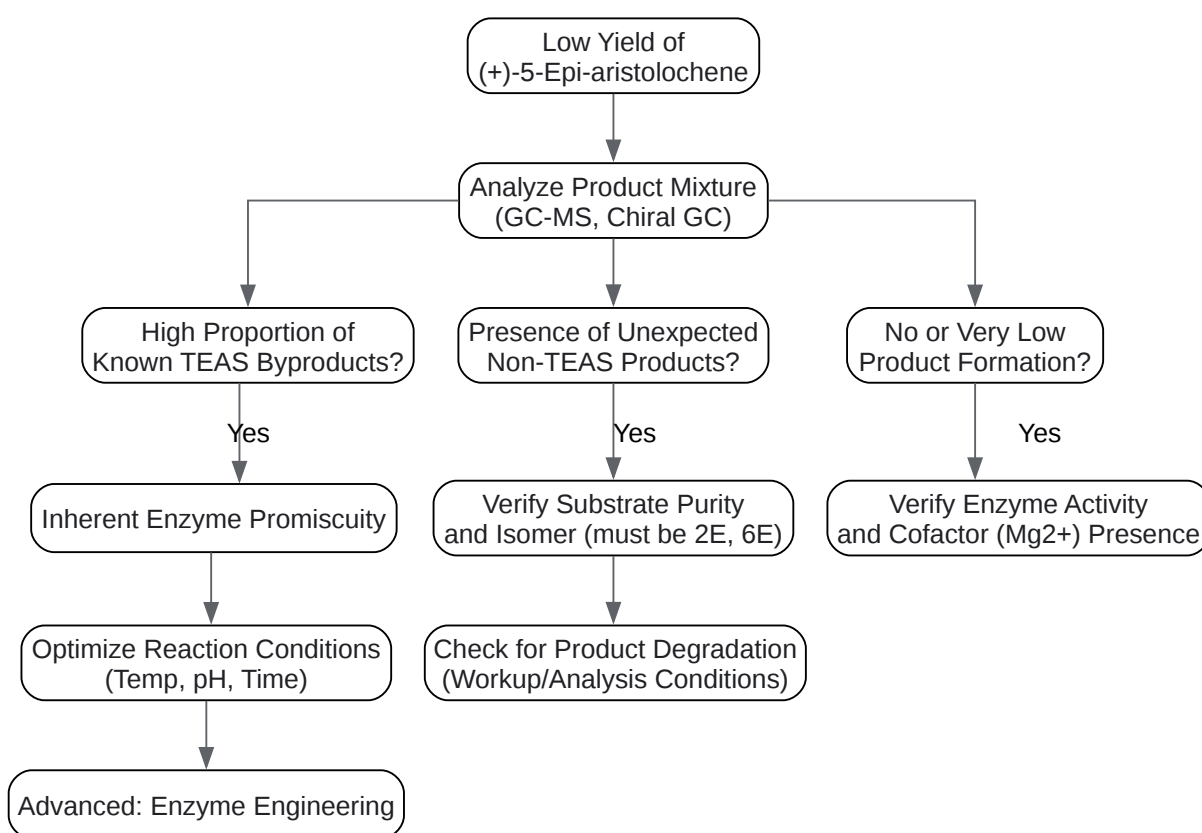 Low Yield of
(+)-5-Epi-aristolochene
Analyze Product Mixture
(GC-MS, Chiral GC)
High Proportion of
Known TEAS Byproducts?
Presence of Unexpected
Non-TEAS Products?
No or Very Low
Product Formation?
Yes
Yes
Yes
Inherent Enzyme Promiscuity
Verify Substrate Purity
and Isomer (must be 2E, 6E)
Verify Enzyme Activity
and Cofactor (Mg2+) Presence
Optimize Reaction Conditions
(Temp, pH, Time)
Check for Product Degradation
(Workup/Analysis Conditions)
Advanced: Enzyme Engineering